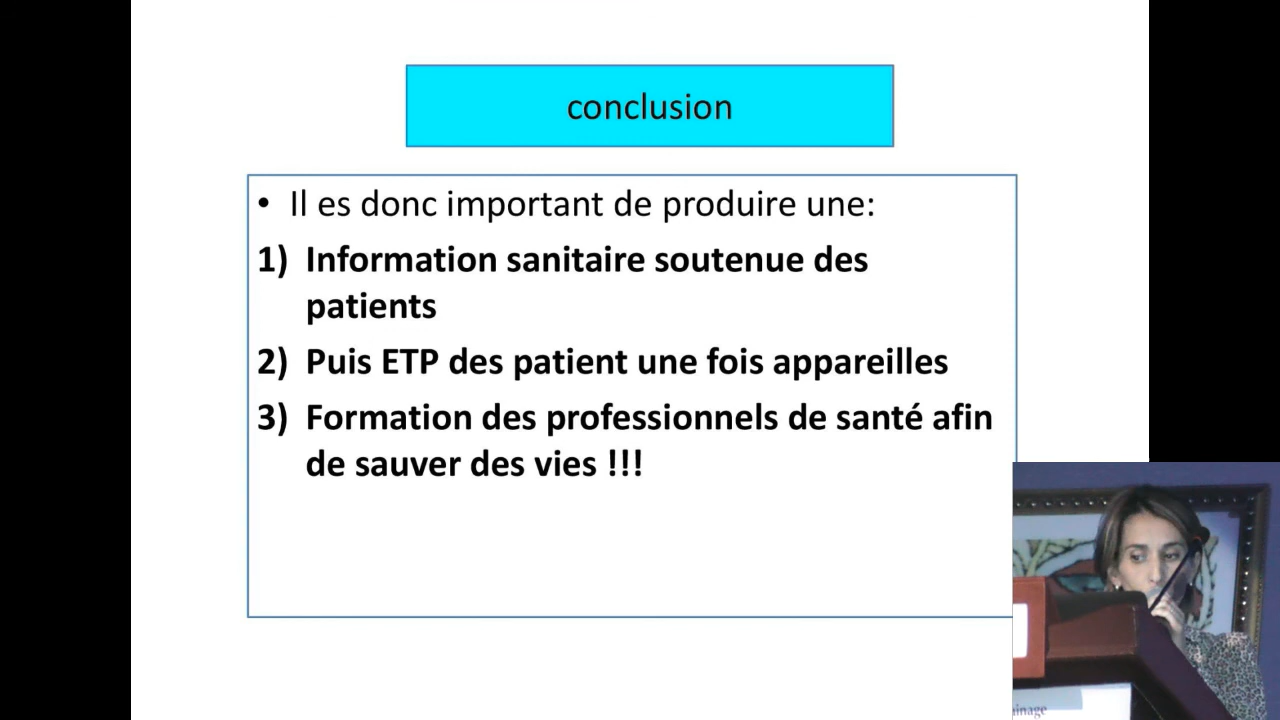 conclusion
• Il es donc important de produire une:
1) Information sanitaire soutenue des
patients
2) Puis ETP des patient une fois appareilles
3) Formation des professionnels de santé afin
de sauver des vies !!!